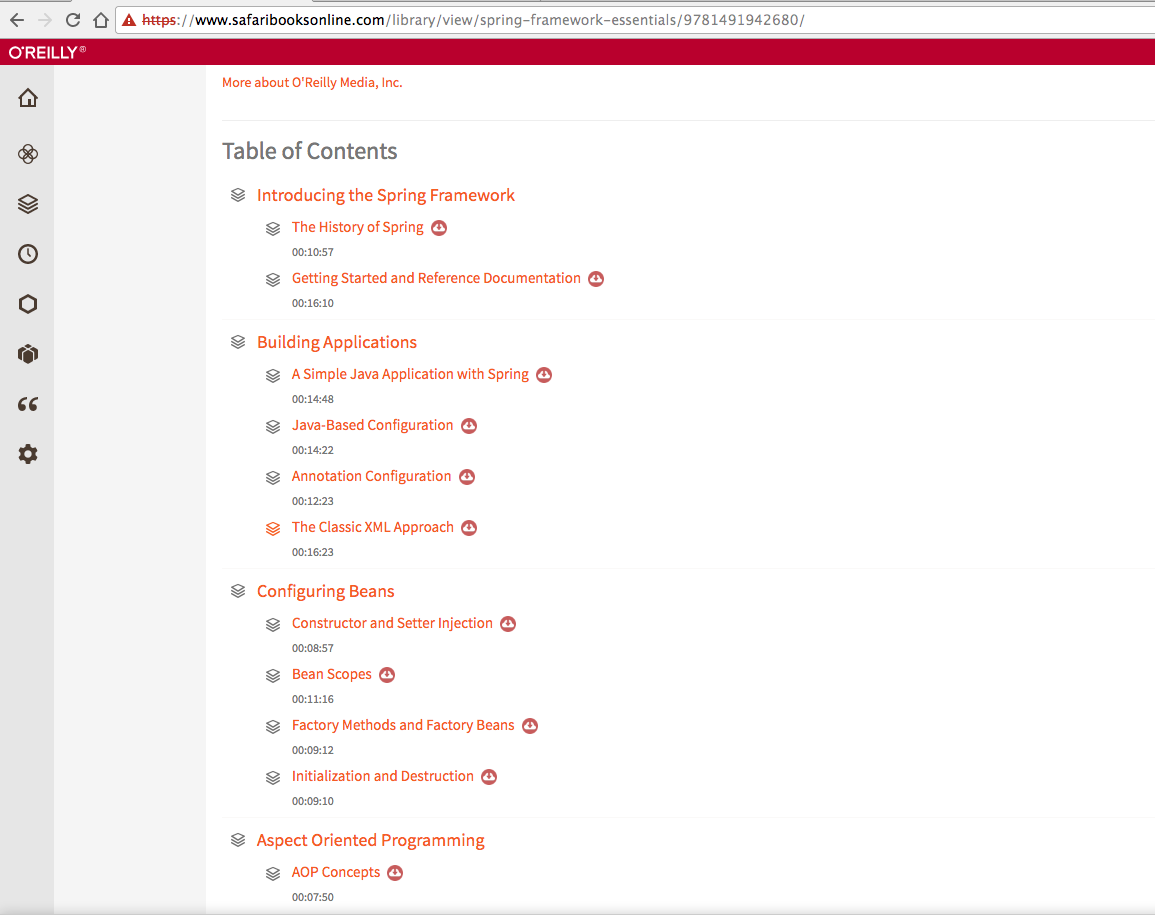 https://www.safaribooksonline.com/library/view/spring-framework-essentials/9781491942680/
O'REILLY®
More about O'Reilly Media, Inc.
Table of Contents
Introducing the Spring Framework
The History of Spring
00:10:57
Getting Started and Reference Documentation
00:16:10
Building Applications
A Simple Java Application with Spring
00:14:48
Java-Based Configuration
00:14:22
Annotation Configuration
00:12:23
The Classic XML Approach
00:16:23
Configuring Beans
Constructor and Setter Injection
00:08:57
Bean Scopes
00:11:16
Factory Methods and Factory Beans
00:09:12
Initialization and Destruction
00:09:10
Aspect Oriented Programming
AOP Concepts
00:07:50